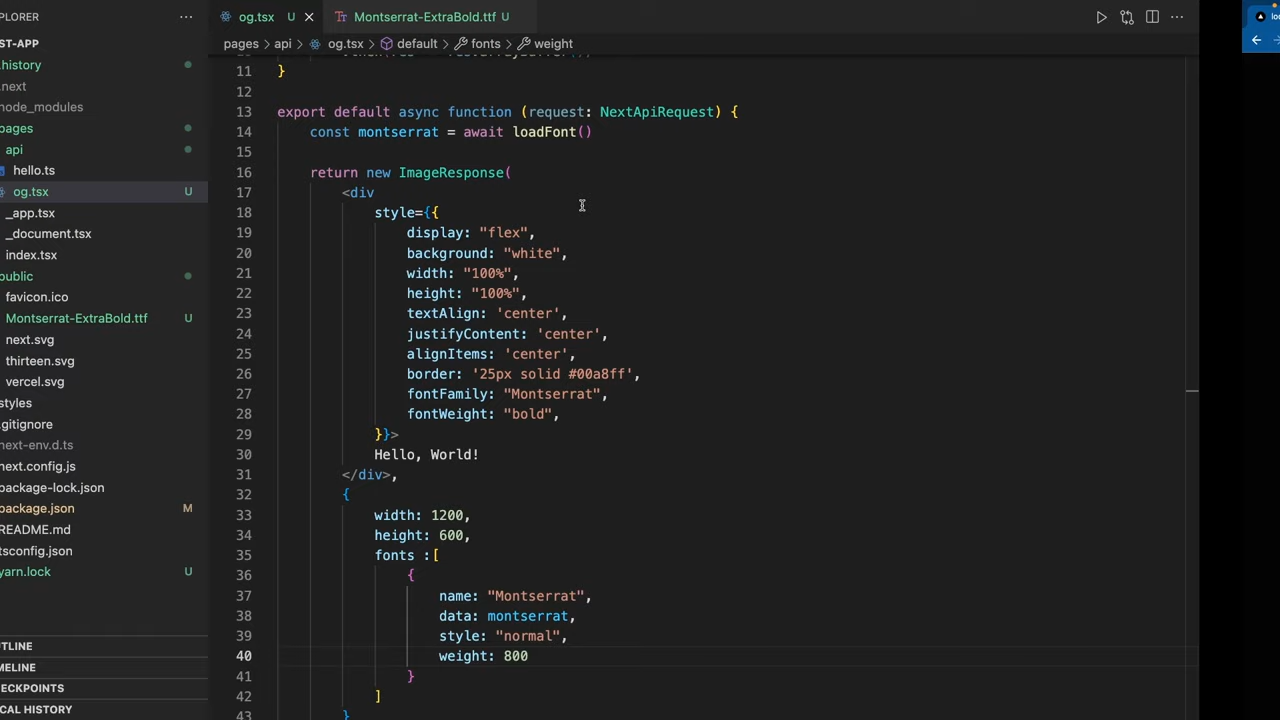 PLORER
···
og.tsx U
Montserrat-ExtraBold.ttf U
pages > api > og.tsx > default > fonts > weight
ST-APP
.history
.next
node_modules
pages
api
hello.ts
og.tsx U
_app.tsx
_document.tsx
index.tsx
public
favicon.ico
Montserrat-ExtraBold.ttf U
next.svg
thirteen.svg
vercel.svg
styles
.gitignore
next-env.d.ts
next.config.js
package-lock.json
package.json M
README.md
tsconfig.json
yarn.lock U
UTLINE
MELINE
ECKPOINTS
CAL HISTORY
11 }
12
13 export default async function (request: NextApiRequest) {
14 const montserrat = await loadFont()
15
16 return new ImageResponse(
17 <div
18 style={{
19 display: "flex",
20 background: "white",
21 width: "100%",
22 height: "100%",
23 textAlign: 'center',
24 justifyContent: 'center',
25 alignItems: 'center',
26 border: '25px solid #00a8ff',
27 fontFamily: "Montserrat",
28 fontWeight: "bold",
29 }}>
30 Hello, World!
31 </div>,
32 {
33 width: 1200,
34 height: 600,
35 fonts :[
36 {
37 name: "Montserrat",
38 data: montserrat,
39 style: "normal",
40 weight: 800
41 }
42 ]
43 }